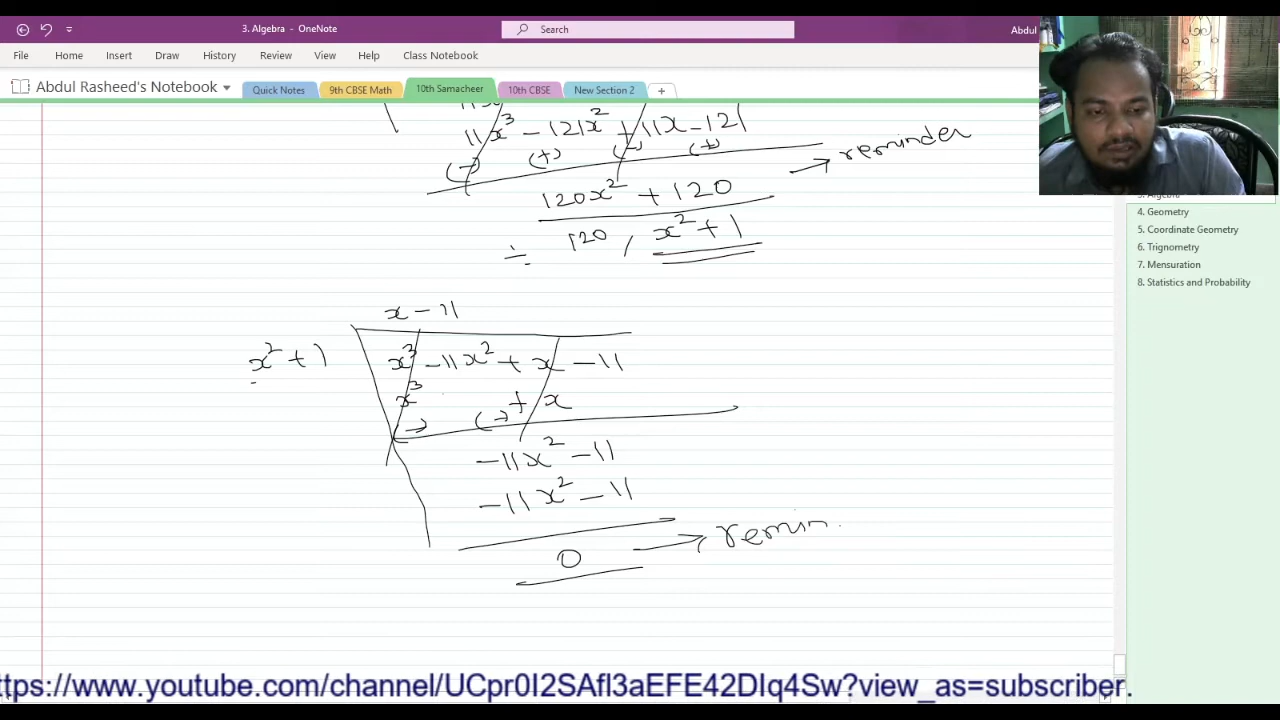 3. Algebra - OneNote
Search
Abdul
File Home Insert Draw History Review View Help Class Notebook
Abdul Rasheed's Notebook
Quick Notes 9th CBSE Math 10th Samacheer 10th CBSE New Section 2 +
11x³ - 121x² + 11x - 121
(-) (+) (-) (+)
→ reminder
120x² + 120
÷ 120 , x² + 1
x - 11
x² + 1 x³ - 11x² + x - 11
x³ + x
(-) (-)
-11x² - 11
-11x² - 11
0 → remin
4. Geometry
5. Coordinate Geometry
6. Trignometry
7. Mensuration
8. Statistics and Probability
ttps://www.youtube.com/channel/UCpr0I2SAfl3aEFE42DIq4Sw?view_as=subscriber.